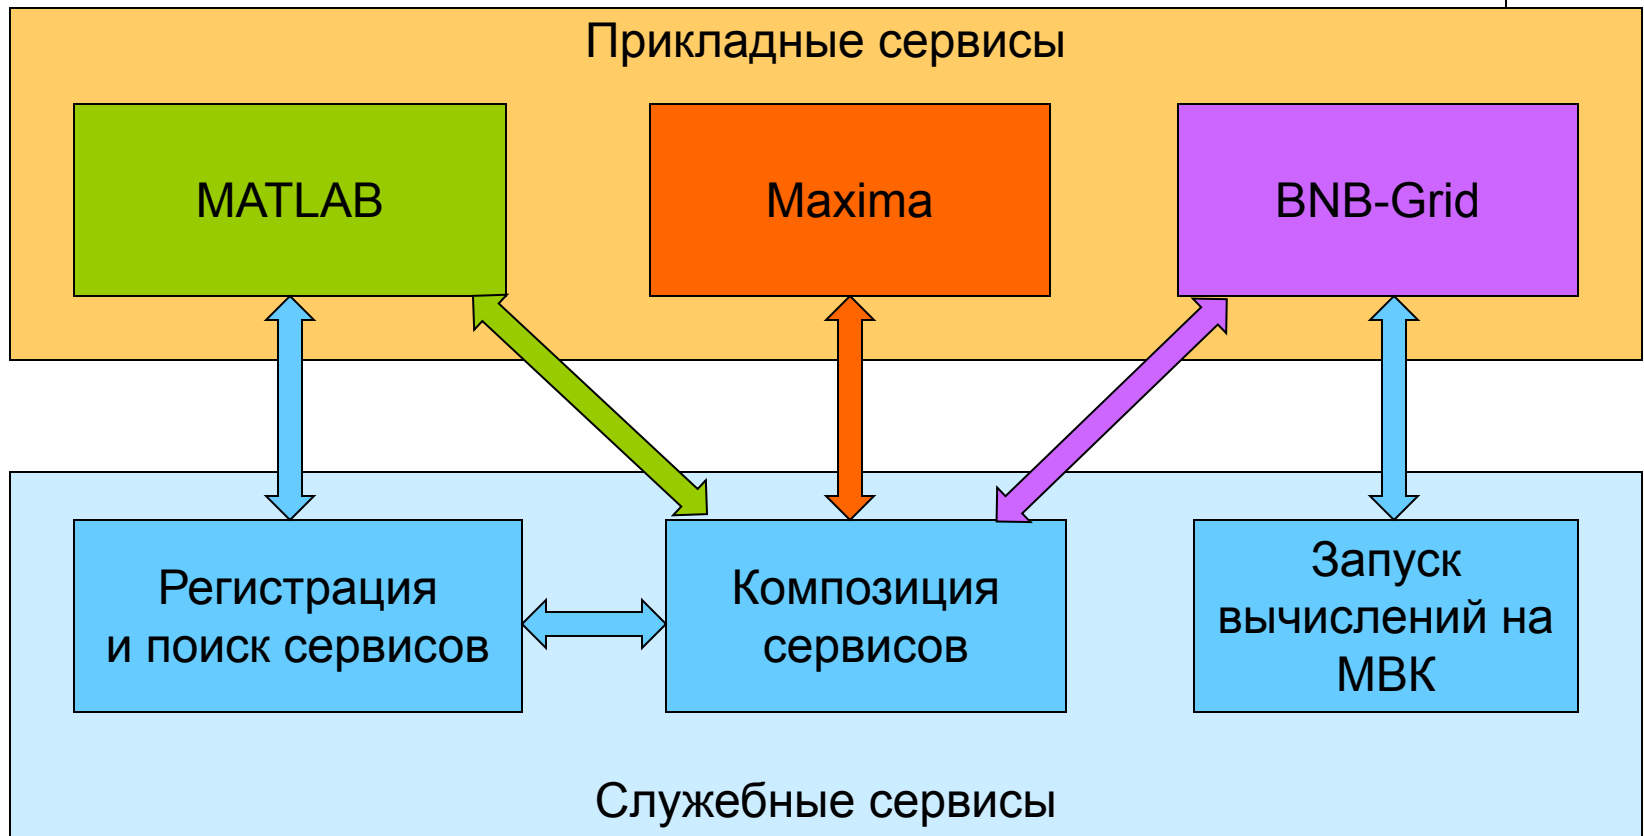 Прикладные сервисы
MATLAB
Maxima
BNB-Grid
Регистрация
и поиск сервисов
Композиция
сервисов
Запуск
вычислений на
МВК
Служебные сервисы